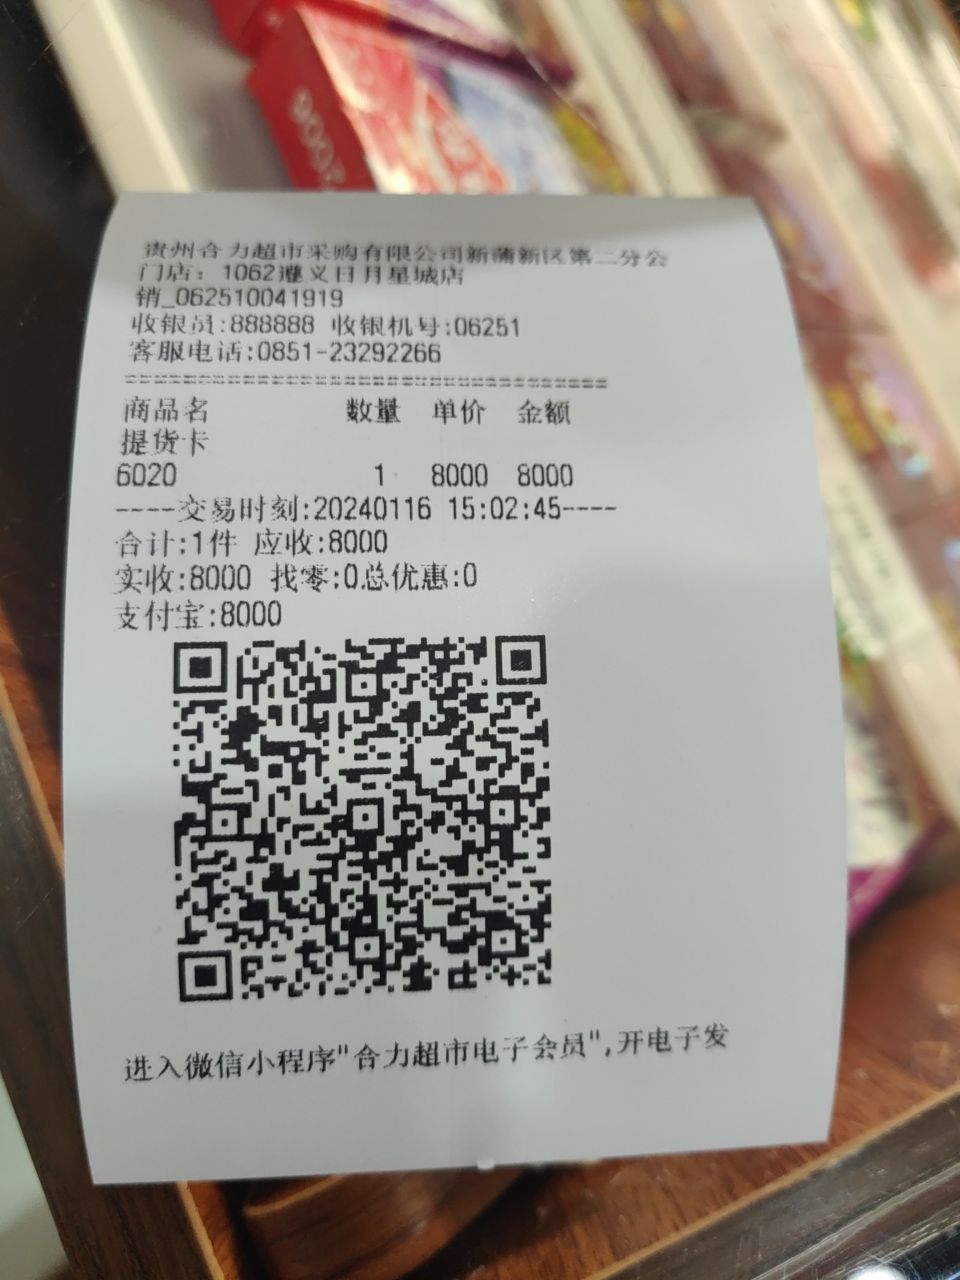 9002
贵州合力超市采购有限公司新蒲新区第二分公
门店：1062遵义日月星城店
销_062510041919
收银员:888888 收银机号:06251
客服电话:0851-23292266
==================================
商品名 数量 单价 金额
提货卡
6020 1 8000 8000
----交易时刻:20240116 15:02:45----
合计:1件 应收:8000
实收:8000 找零:0总优惠:0
支付宝:8000
进入微信小程序"合力超市电子会员",开电子发